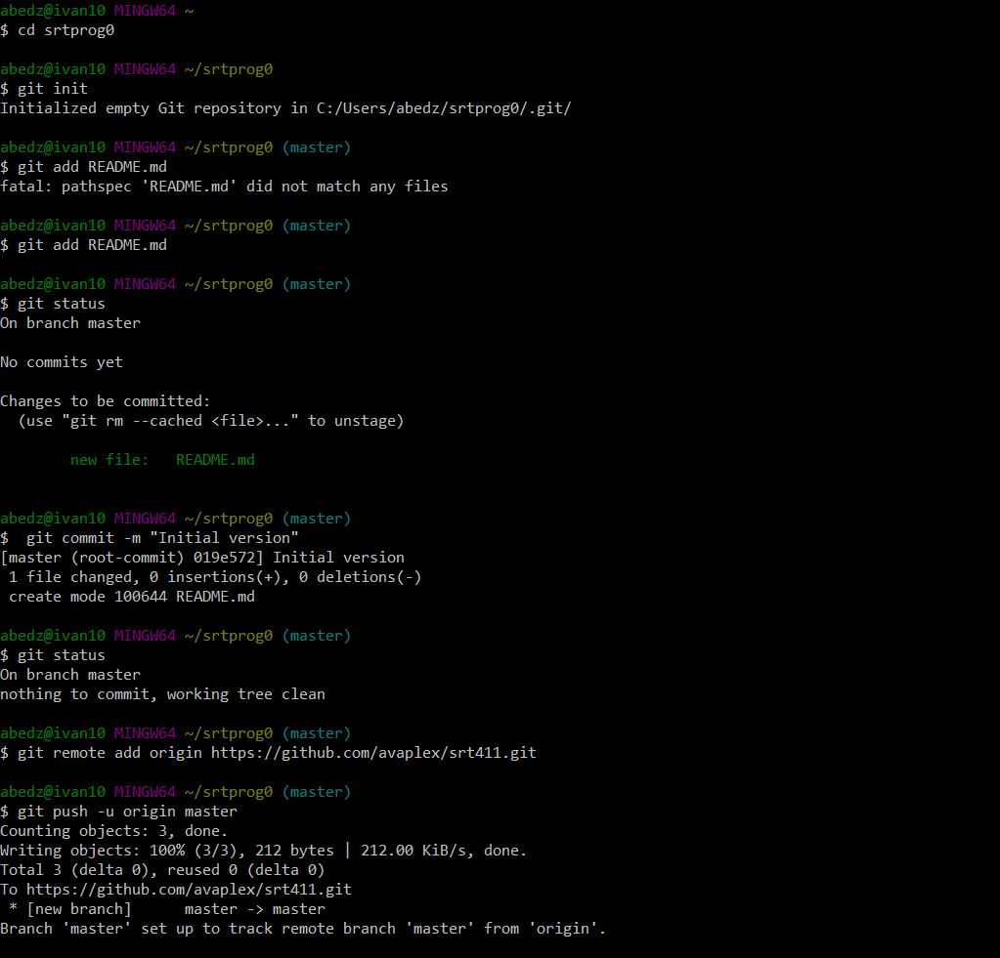 abedz@ivan10 MINGW64 ~
$ cd srtprog0
abedz@ivan10 MINGW64 ~/srtprog0
$ git init
Initialized empty Git repository in C:/Users/abedz/srtprog0/.git/
abedz@ivan10 MINGW64 ~/srtprog0 (master)
$ git add README.md
fatal: pathspec 'README.md' did not match any files
abedz@ivan10 MINGW64 ~/srtprog0 (master)
$ git add README.md
abedz@ivan10 MINGW64 ~/srtprog0 (master)
$ git status
On branch master
No commits yet
Changes to be committed:
  (use "git rm --cached <file>..." to unstage)
        new file:   README.md
abedz@ivan10 MINGW64 ~/srtprog0 (master)
$  git commit -m "Initial version"
[master (root-commit) 019e572] Initial version
 1 file changed, 0 insertions(+), 0 deletions(-)
 create mode 100644 README.md
abedz@ivan10 MINGW64 ~/srtprog0 (master)
$ git status
On branch master
nothing to commit, working tree clean
abedz@ivan10 MINGW64 ~/srtprog0 (master)
$ git remote add origin https://github.com/avaplex/srt411.git
abedz@ivan10 MINGW64 ~/srtprog0 (master)
$ git push -u origin master
Counting objects: 3, done.
Writing objects: 100% (3/3), 212 bytes | 212.00 KiB/s, done.
Total 3 (delta 0), reused 0 (delta 0)
To https://github.com/avaplex/srt411.git
 * [new branch]      master -> master
Branch 'master' set up to track remote branch 'master' from 'origin'.